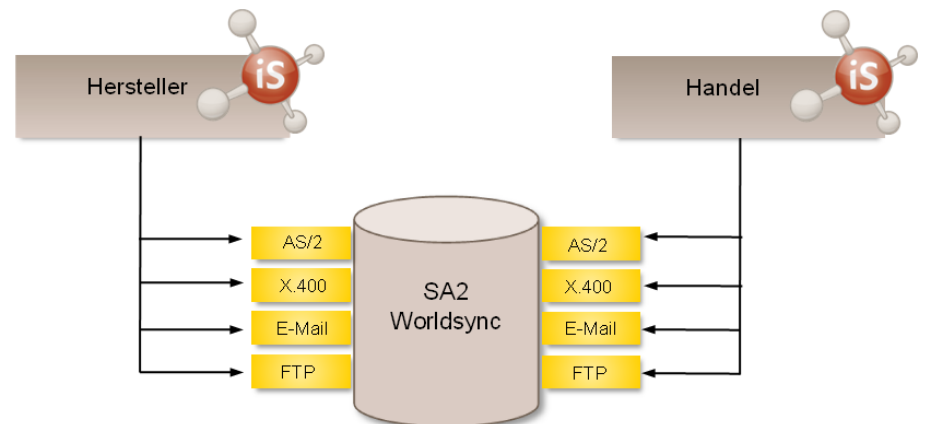 Hersteller
iS
Handel
iS
AS/2
X.400
E-Mail
FTP
SA2
Worldsync
AS/2
X.400
E-Mail
FTP